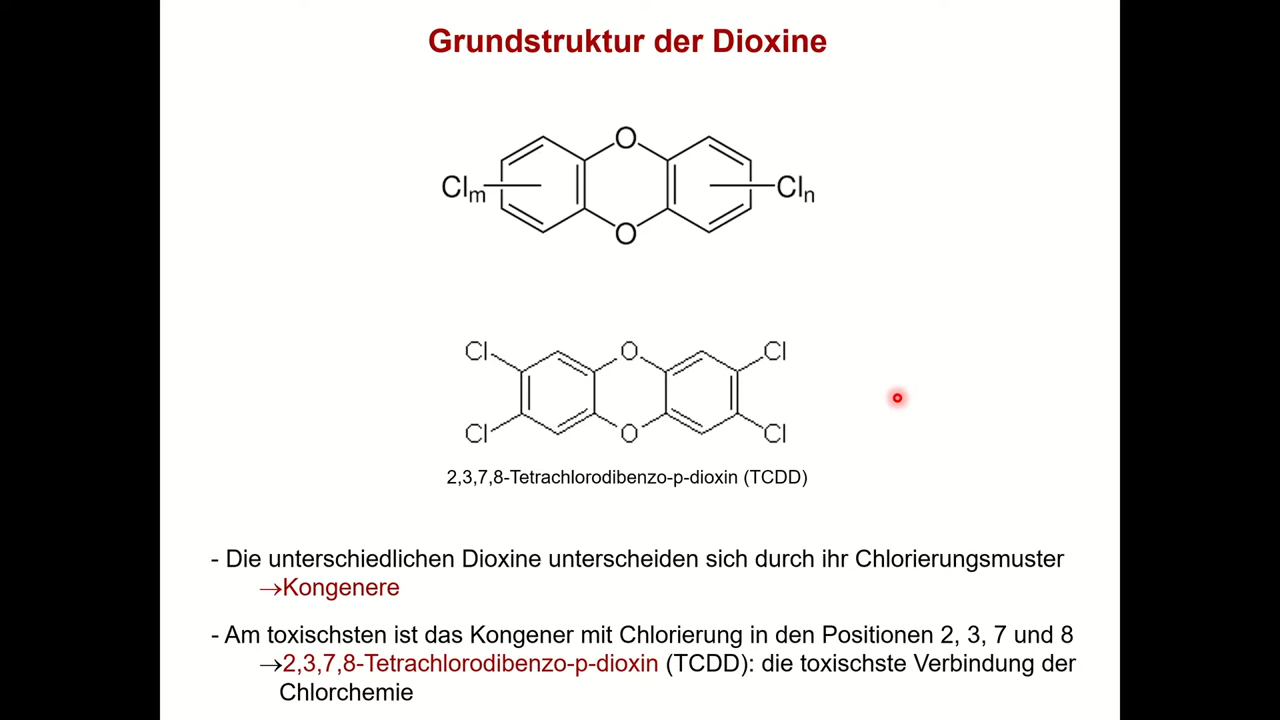 Grundstruktur der Dioxine
O
Clm
Cln
O
Cl
O
Cl
Cl
O
Cl
2,3,7,8-Tetrachlorodibenzo-p-dioxin (TCDD)
- Die unterschiedlichen Dioxine unterscheiden sich durch ihr Chlorierungsmuster
→Kongenere
- Am toxischsten ist das Kongener mit Chlorierung in den Positionen 2, 3, 7 und 8
→2,3,7,8-Tetrachlorodibenzo-p-dioxin (TCDD): die toxischste Verbindung der
Chlorchemie